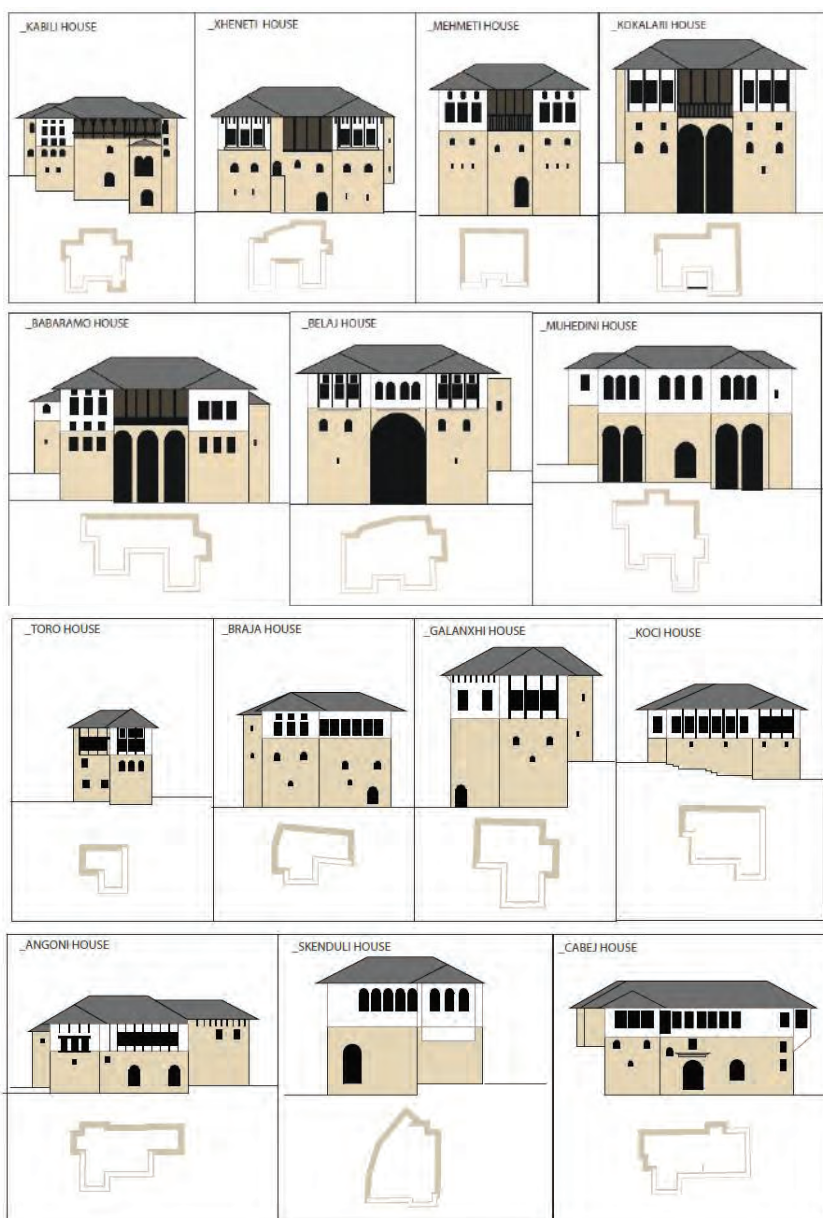 _KABILI HOUSE
_XHENETI HOUSE
_MEHMETI HOUSE
_KOKALARI HOUSE
_BABARAMO HOUSE
_BELAJ HOUSE
_MUHEDINI HOUSE
_TORO HOUSE
_BRAJA HOUSE
_GALANXHI HOUSE
_KOCI HOUSE
_ANGONI HOUSE
_SKENDULI HOUSE
_CABEJ HOUSE